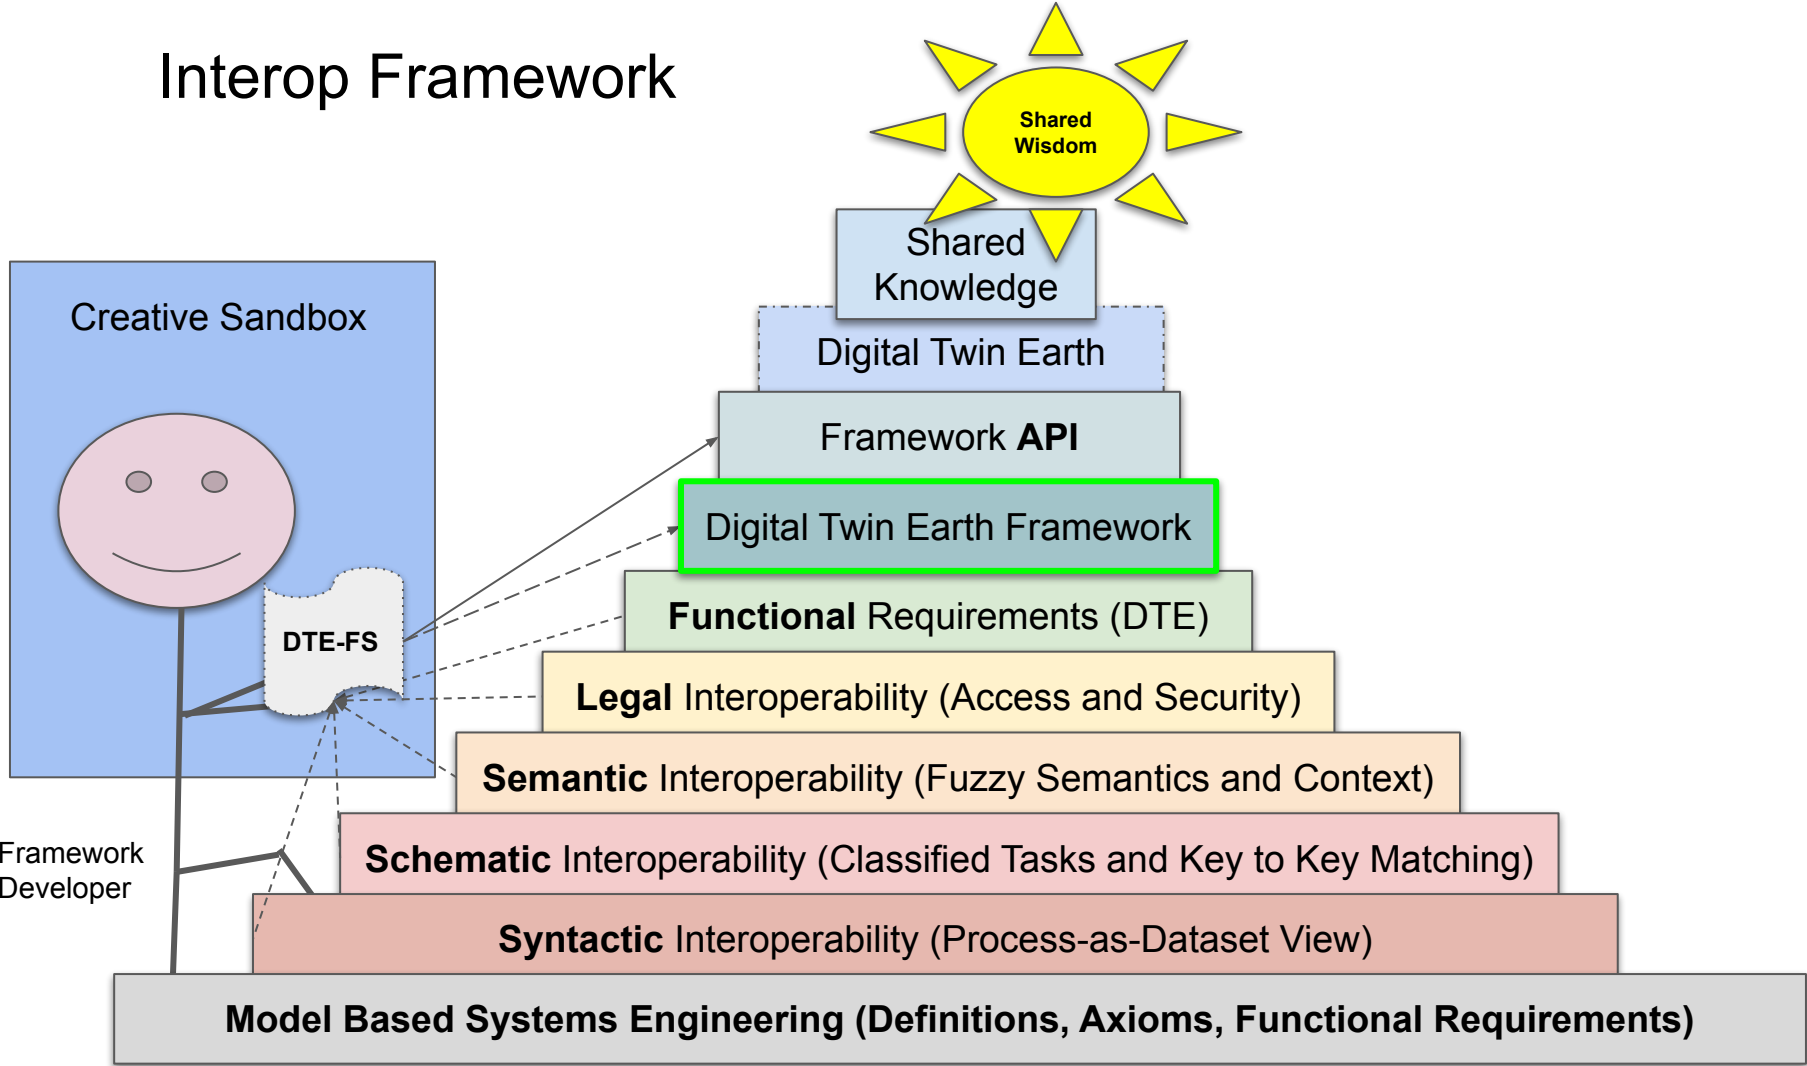 Interop Framework
Shared
Wisdom
Shared
Knowledge
Creative Sandbox
Digital Twin Earth
Framework API
Digital Twin Earth Framework
Functional Requirements (DTE)
DTE-FS
Legal Interoperability (Access and Security)
Semantic Interoperability (Fuzzy Semantics and Context)
Framework
Developer
Schematic Interoperability (Classified Tasks and Key to Key Matching)
Syntactic Interoperability (Process-as-Dataset View)
Model Based Systems Engineering (Definitions, Axioms, Functional Requirements)